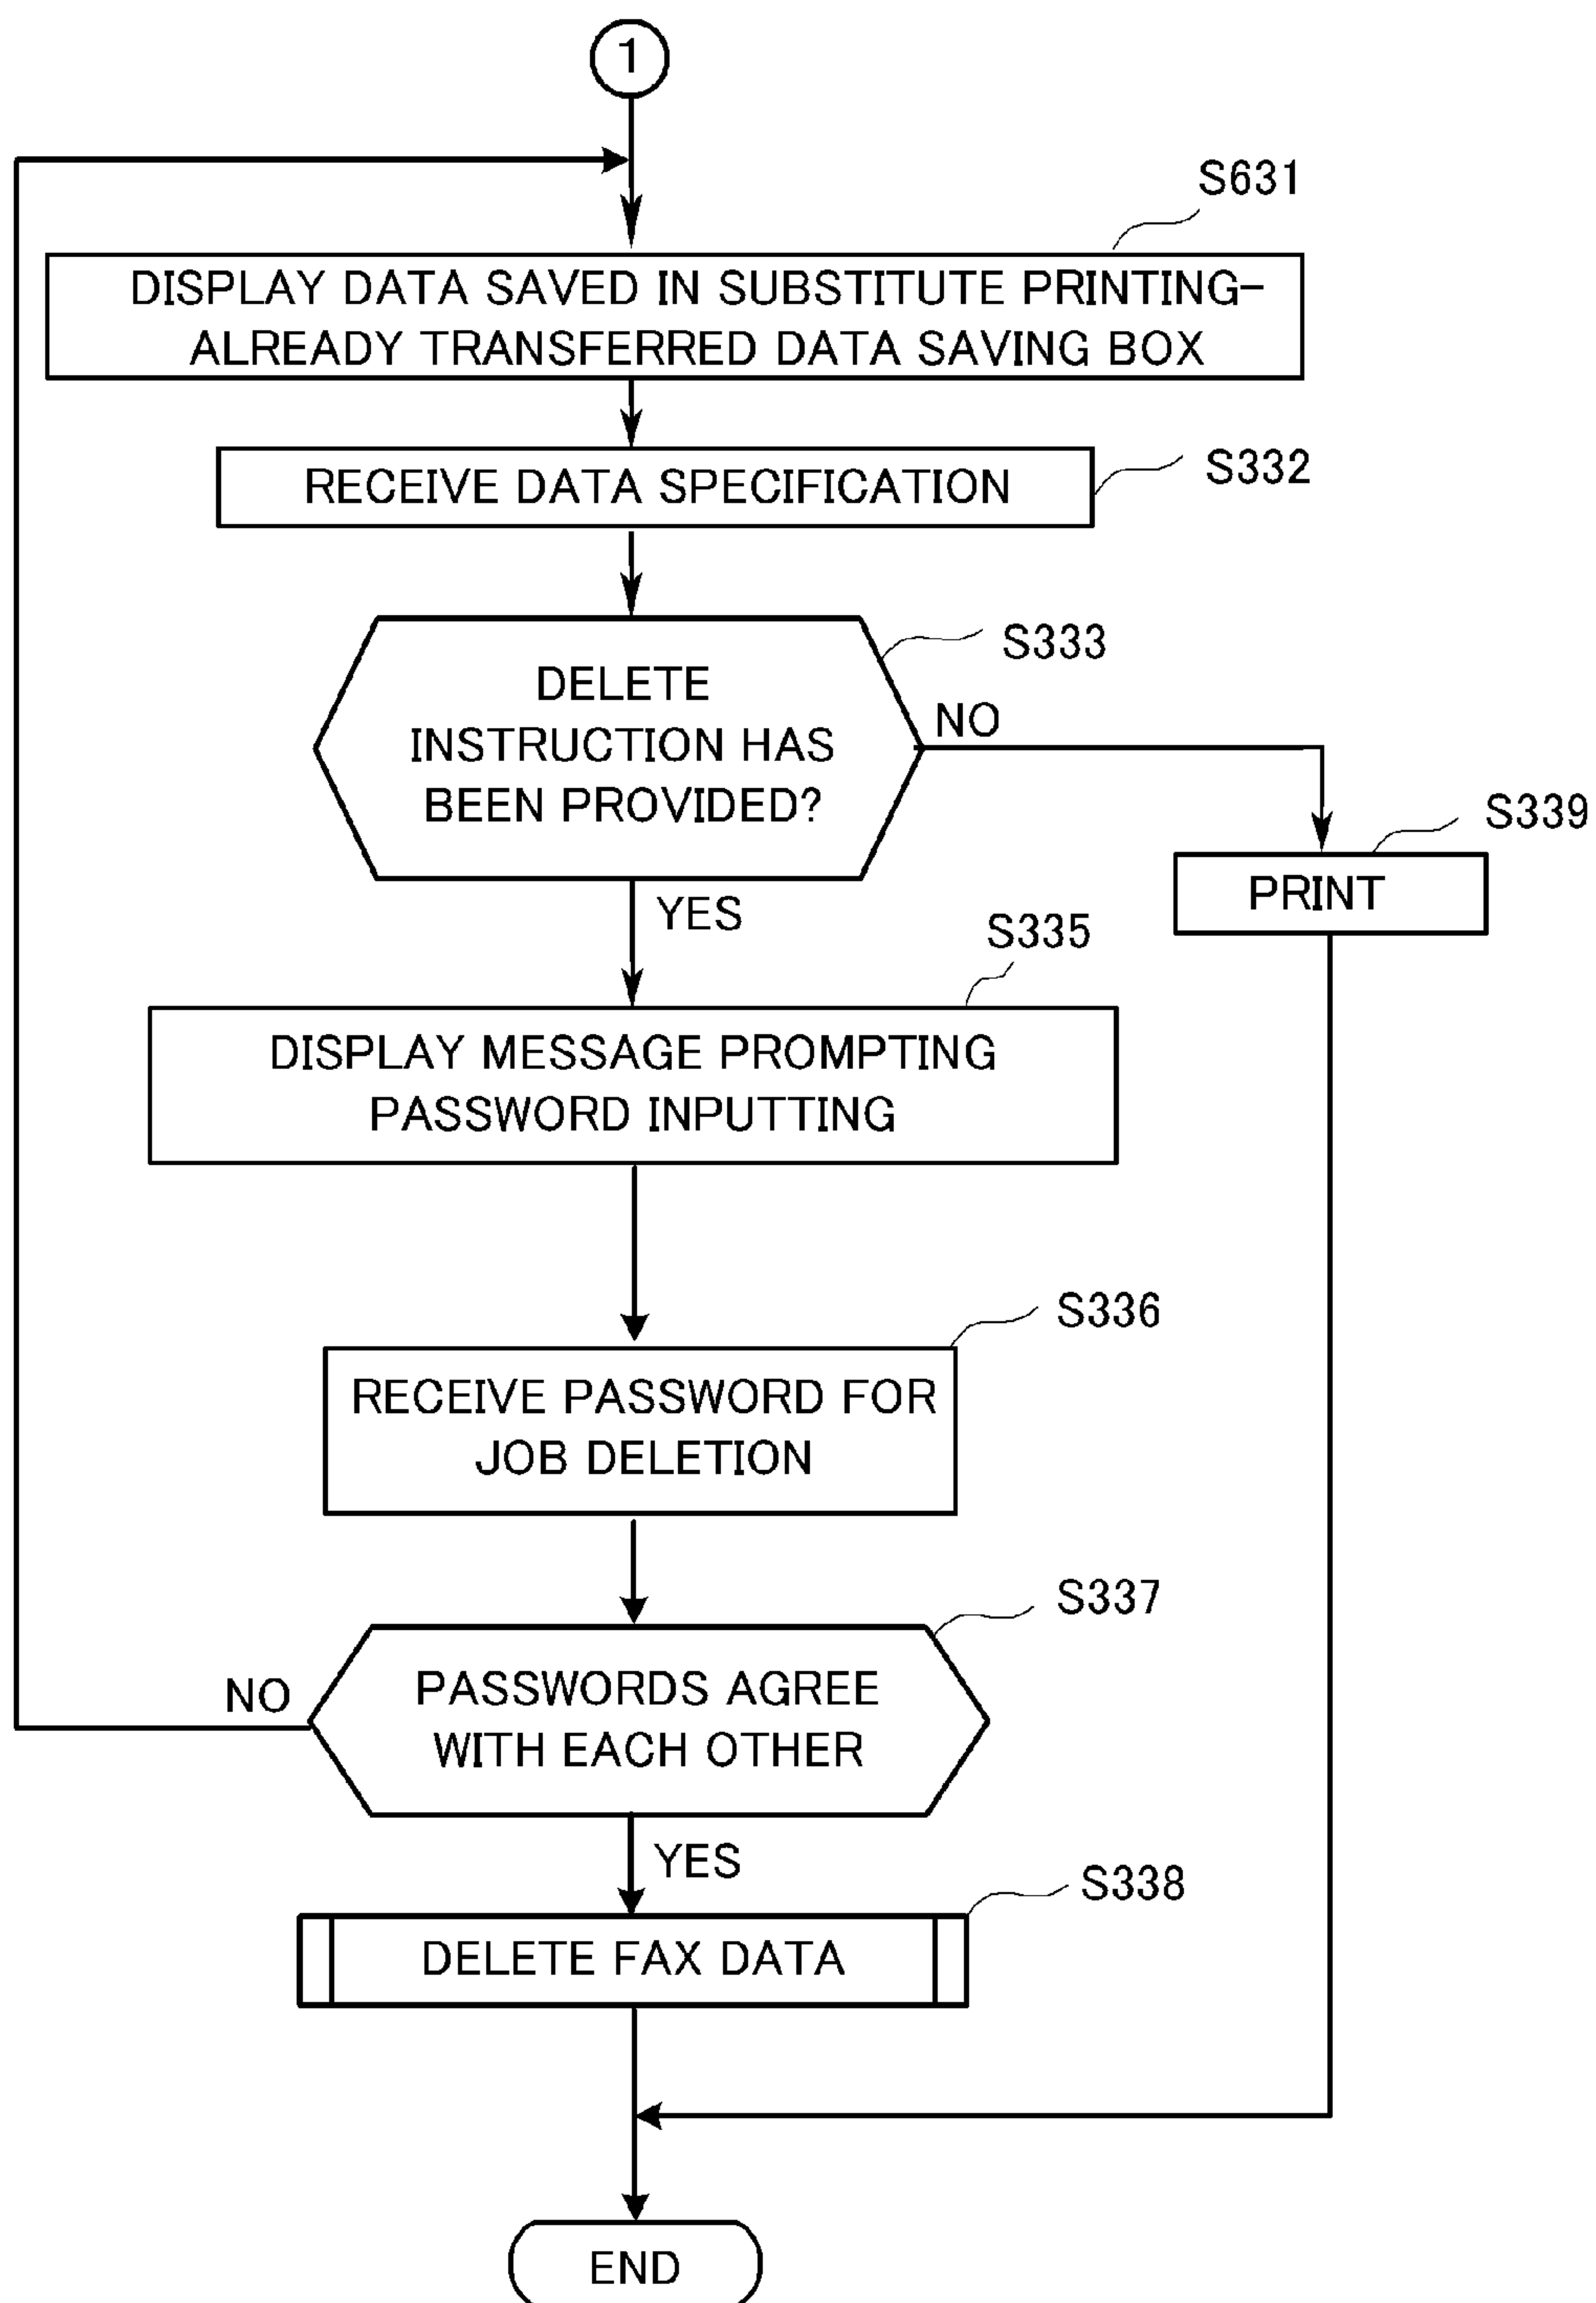 1
S631
DISPLAY DATA SAVED IN SUBSTITUTE PRINTING-
ALREADY TRANSFERRED DATA SAVING BOX
RECEIVE DATA SPECIFICATION
S332
S333
DELETE
INSTRUCTION HAS
BEEN PROVIDED?
NO
S339
PRINT
YES
S335
DISPLAY MESSAGE PROMPTING
PASSWORD INPUTTING
S336
RECEIVE PASSWORD FOR
JOB DELETION
S337
PASSWORDS AGREE
WITH EACH OTHER
NO
YES
S338
DELETE FAX DATA
END